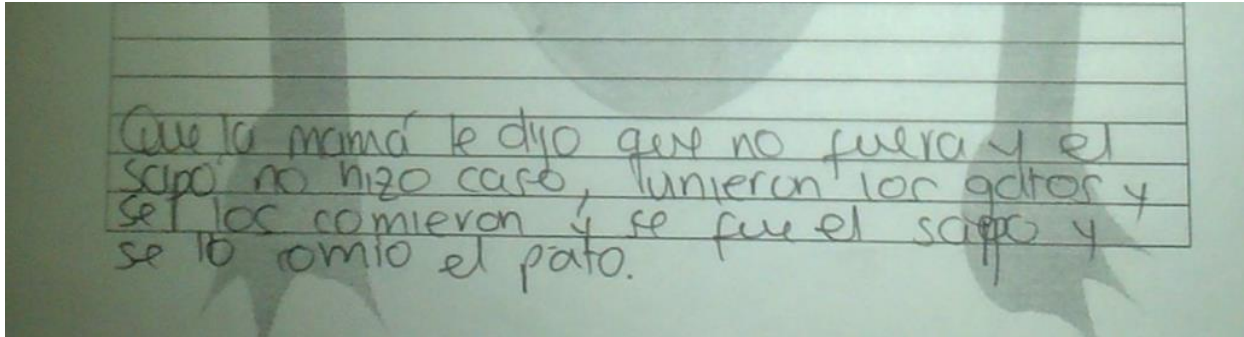 Que la mamá le dijo que no fuera y el
sapo no hizo caso, vinieron los gatos y
se los comieron y se fue el sapo y
se lo omio el pato.